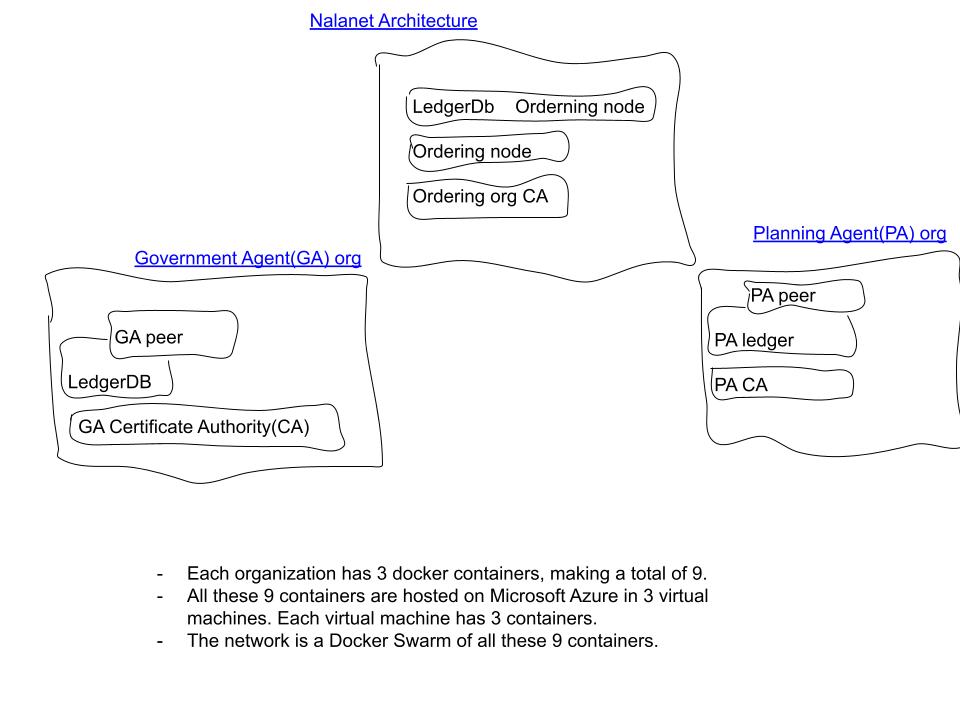 Nalanet Architecture
LedgerDb Orderning node
Ordering node
Ordering org CA
Government Agent(GA) org
GA peer
LedgerDB
GA Certificate Authority(CA)
Planning Agent(PA) org
PA peer
PA ledger
PA CA
- Each organization has 3 docker containers, making a total of 9.
- All these 9 containers are hosted on Microsoft Azure in 3 virtual
machines. Each virtual machine has 3 containers.
- The network is a Docker Swarm of all these 9 containers.